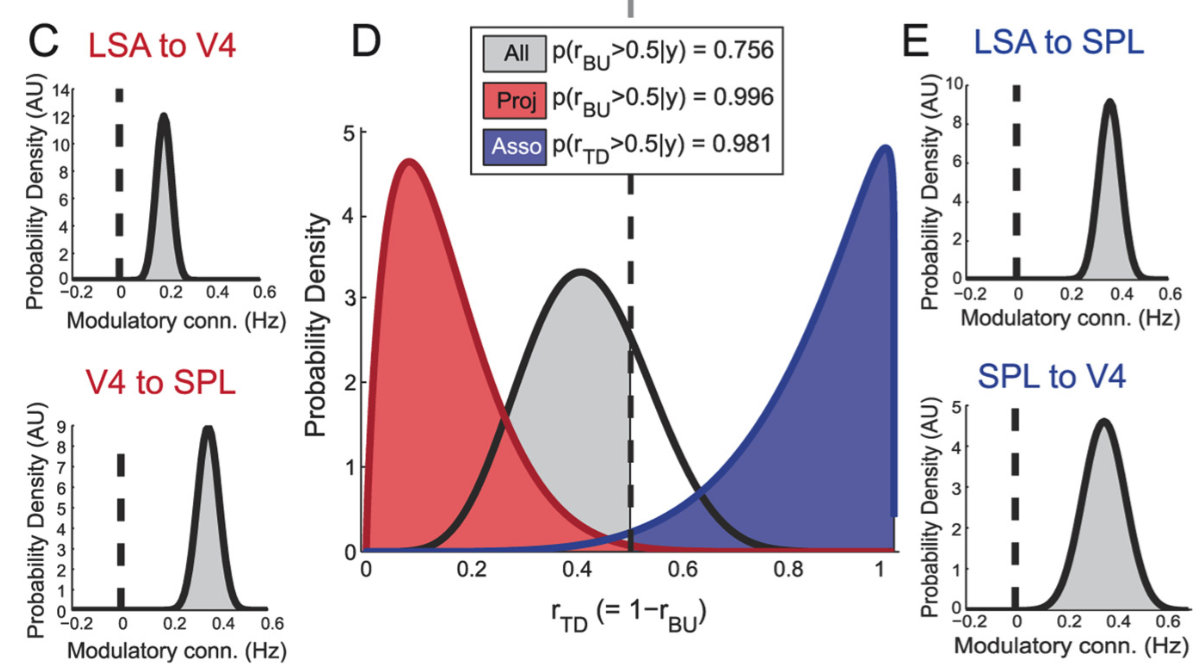 C
LSA to V4
Probability Density (AU)
14
12
10
8
6
4
2
0
−0.2 0 0.2 0.4 0.6
Modulatory conn. (Hz)
V4 to SPL
Probability Density (AU)
9
8
7
6
5
4
3
2
1
0
−0.2 0 0.2 0.4 0.6
Modulatory conn. (Hz)
D
All p(rBU>0.5|y) = 0.756
Proj p(rBU>0.5|y) = 0.996
Asso p(rTD>0.5|y) = 0.981
Probability Density
5
4
3
2
1
0
0 0.2 0.4 0.6 0.8 1
rTD (= 1−rBU)
E
LSA to SPL
Probability Density (AU)
10
8
6
4
2
0
−0.2 0 0.2 0.4 0.6
Modulatory conn. (Hz)
SPL to V4
Probability Density (AU)
5
4
3
2
1
0
−0.2 0 0.2 0.4 0.6
Modulatory conn. (Hz)